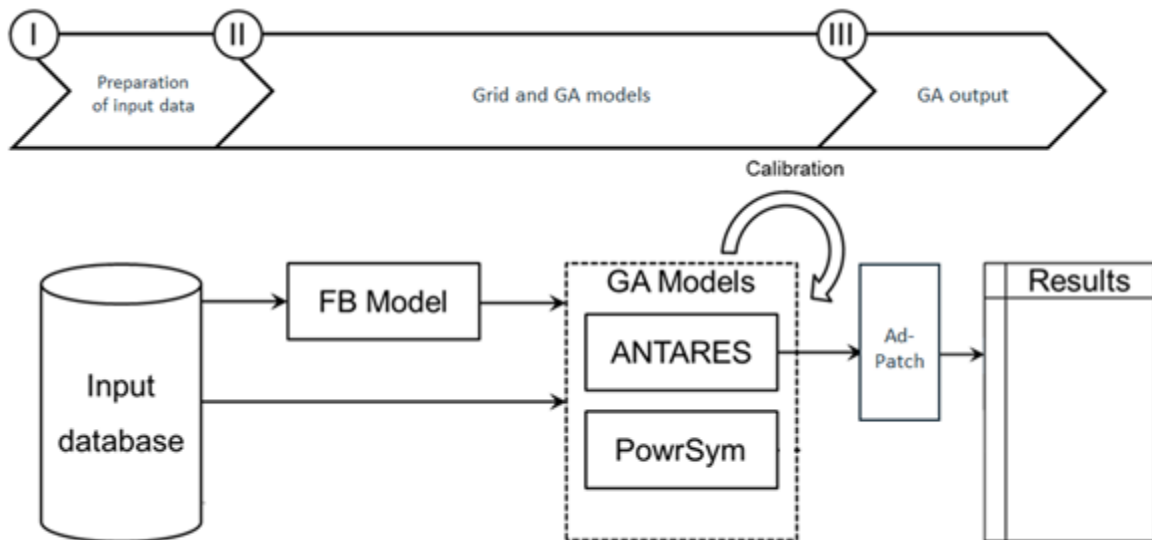 I
II
III
Preparation
of input data
Grid and GA models
GA output
Calibration
FB Model
GA Models
Results
ANTARES
Ad-
Patch
Input
database
PowrSym